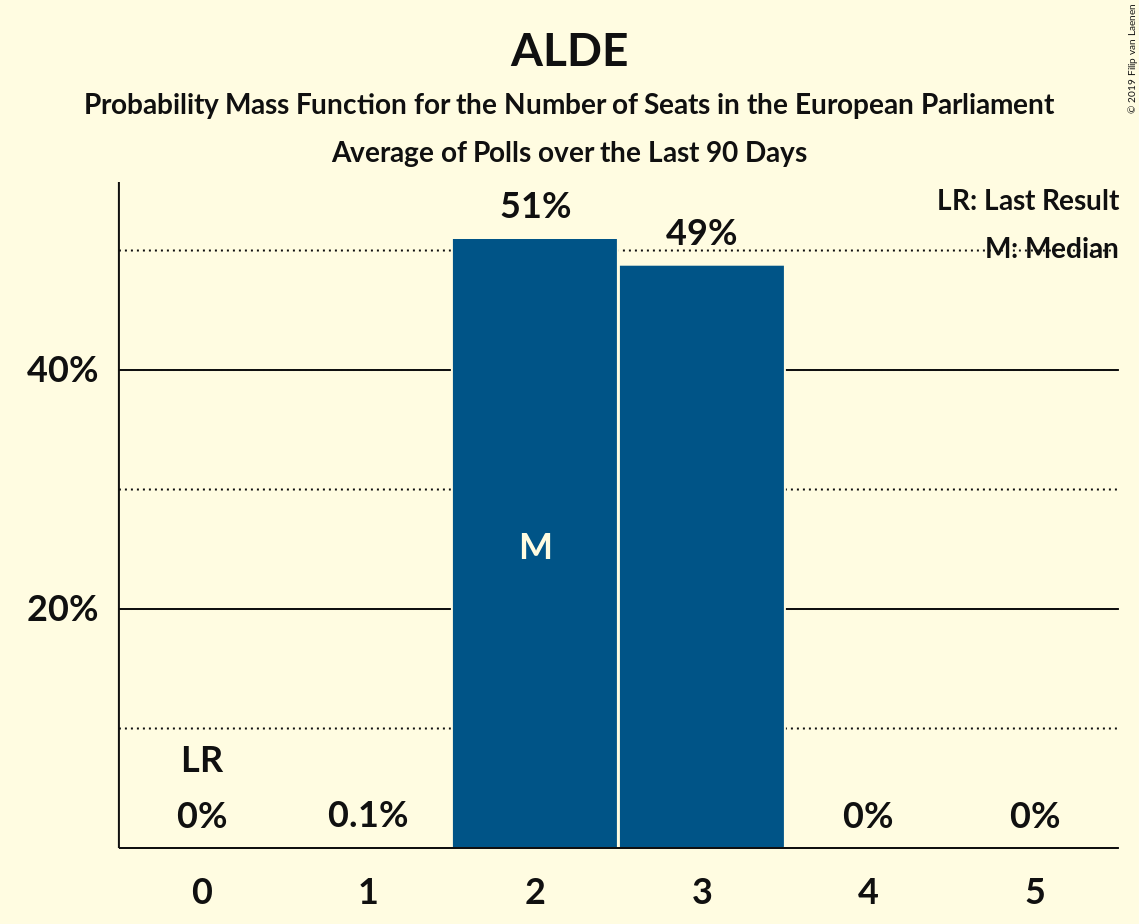 ALDE
Probability Mass Function for the Number of Seats in the European Parliament
Average of Polls over the Last 90 Days
© 2019 Filip van Laenen
LR: Last Result
M: Median
51%
49%
40%
M
20%
LR
0%
0.1%
0%
0%
0
1
2
3
4
5